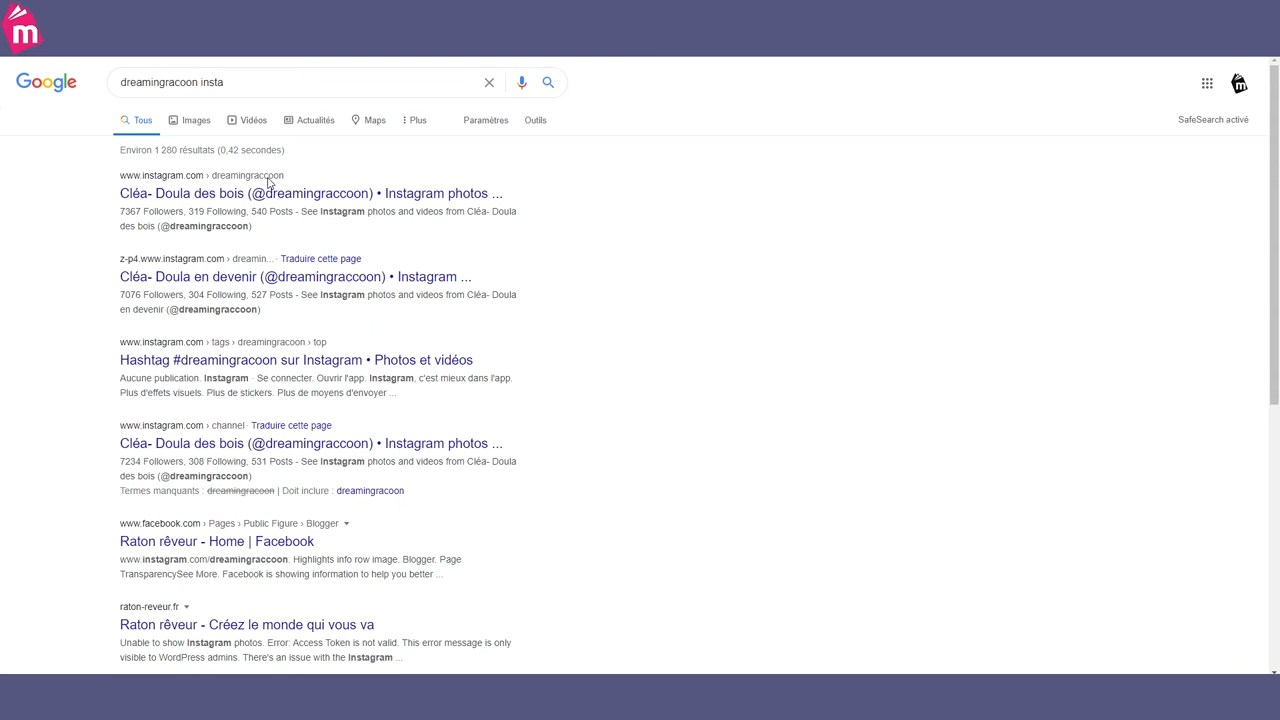 m
Google
dreamingracoon insta
m
Tous Images Vidéos Actualités Maps Plus Paramètres Outils
SafeSearch activé
Environ 1 280 résultats (0,42 secondes)
www.instagram.com › dreamingraccoon
Cléa- Doula des bois (@dreamingraccoon) • Instagram photos ...
7367 Followers, 319 Following, 540 Posts - See Instagram photos and videos from Cléa- Doula
des bois (@dreamingraccoon)
z-p4.www.instagram.com › dreamin... · Traduire cette page
Cléa- Doula en devenir (@dreamingraccoon) • Instagram ...
7076 Followers, 304 Following, 527 Posts - See Instagram photos and videos from Cléa- Doula
en devenir (@dreamingraccoon)
www.instagram.com › tags › dreamingracoon › top
Hashtag #dreamingracoon sur Instagram • Photos et vidéos
Aucune publication. Instagram · Se connecter. Ouvrir l'app. Instagram, c'est mieux dans l'app.
Plus d'effets visuels. Plus de stickers. Plus de moyens d'envoyer ...
www.instagram.com › channel · Traduire cette page
Cléa- Doula des bois (@dreamingraccoon) • Instagram photos ...
7234 Followers, 308 Following, 531 Posts - See Instagram photos and videos from Cléa- Doula
des bois (@dreamingraccoon)
Termes manquants : dreamingracoon | Doit inclure : dreamingracoon
www.facebook.com › Pages › Public Figure › Blogger
Raton rêveur - Home | Facebook
www.instagram.com/dreamingraccoon. Highlights info row image. Blogger. Page
TransparencySee More. Facebook is showing information to help you better ...
raton-reveur.fr
Raton rêveur - Créez le monde qui vous va
Unable to show Instagram photos. Error: Access Token is not valid. This error message is only
visible to WordPress admins. There's an issue with the Instagram ...